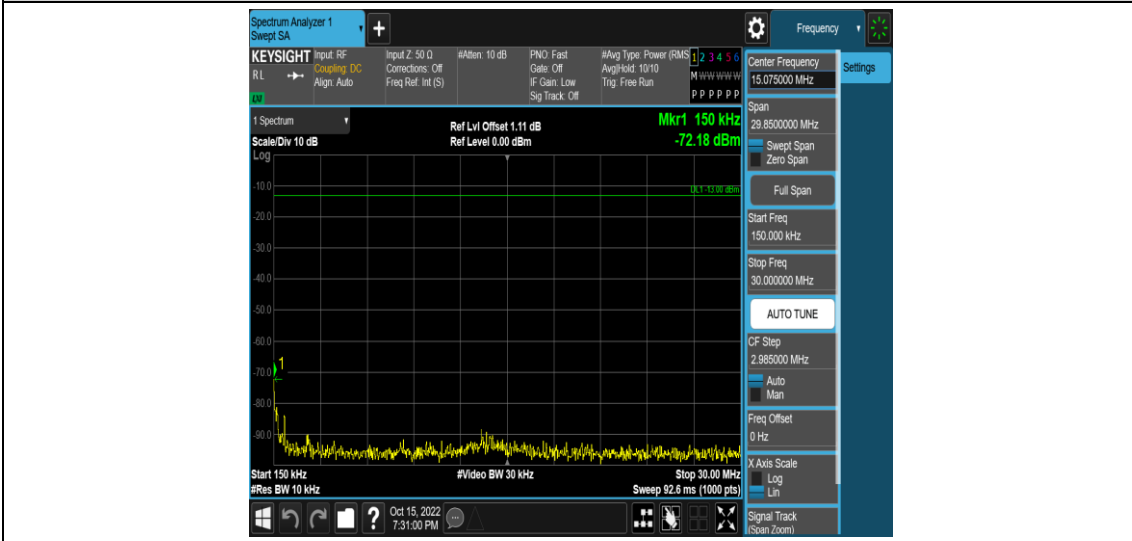 Spectrum Analyzer 1
Swept SA
+
Frequency
KEYSIGHT
RL
LXI
Input: RF
Coupling: DC
Align: Auto
Input Z: 50 Ω
Corrections: Off
Freq Ref: Int (S)
#Atten: 10 dB
PNO: Fast
Gate: Off
IF Gain: Low
Sig Track: Off
#Avg Type: Power (RMS
Avg|Hold: 10/10
Trig: Free Run
1 2 3 4 5 6
M W W W W W
P P P P P P
1 Spectrum
Scale/Div 10 dB
Log
Ref Lvl Offset 1.11 dB
Ref Level 0.00 dBm
Mkr1 150 kHz
-72.18 dBm
DL1 -13.00 dBm
-10.0
-20.0
-30.0
-40.0
-50.0
-60.0
-70.0
-80.0
-90.0
1
Start 150 kHz
#Res BW 10 kHz
#Video BW 30 kHz
Stop 30.00 MHz
Sweep 92.6 ms (1000 pts)
?
Oct 15, 2022
7:31:00 PM
Settings
Center Frequency
15.075000 MHz
Span
29.8500000 MHz
Swept Span
Zero Span
Full Span
Start Freq
150.000 kHz
Stop Freq
30.000000 MHz
AUTO TUNE
CF Step
2.985000 MHz
Auto
Man
Freq Offset
0 Hz
X Axis Scale
Log
Lin
Signal Track
(Span Zoom)